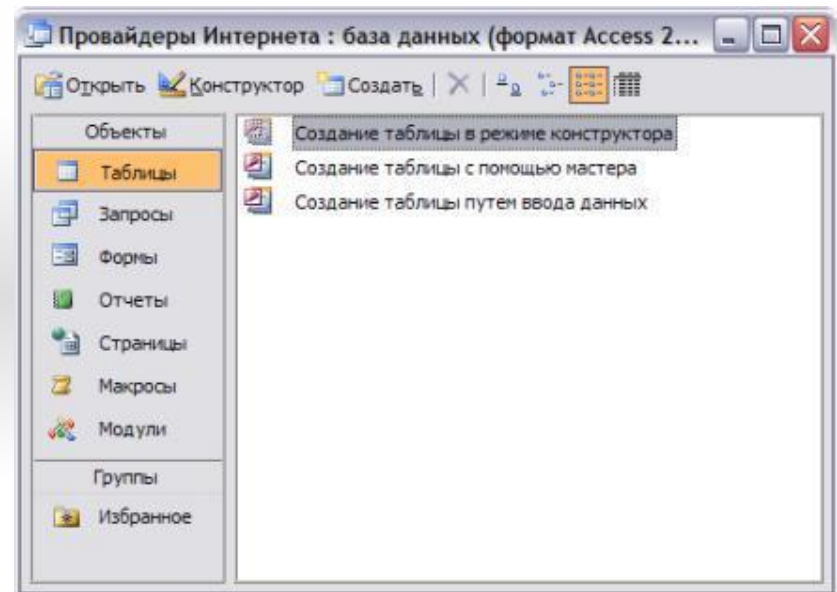 Провайдеры Интернета : база данных (формат Access 2...
Открыть Конструктор Создать
Объекты
Таблицы
Запросы
Формы
Отчеты
Страницы
Макросы
Модули
Группы
Избранное
Создание таблицы в режиме конструктора
Создание таблицы с помощью мастера
Создание таблицы путем ввода данных